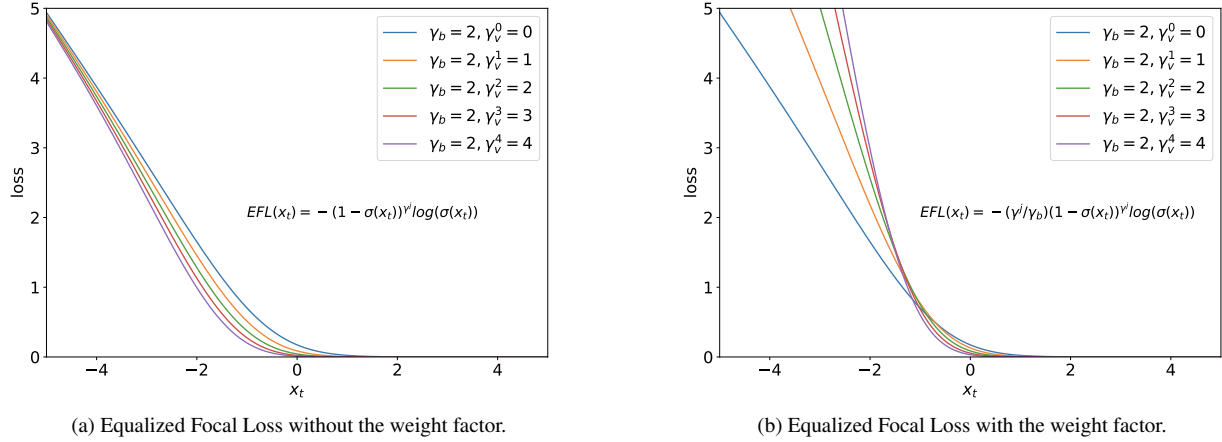 5
4
3
2
1
0
loss
−4
−2
0
2
4
x_t
γ_b = 2, γ_v^0 = 0
γ_b = 2, γ_v^1 = 1
γ_b = 2, γ_v^2 = 2
γ_b = 2, γ_v^3 = 3
γ_b = 2, γ_v^4 = 4
EFL(x_t) = −(1 − σ(x_t))^{γ^j} log(σ(x_t))
(a) Equalized Focal Loss without the weight factor.
5
4
3
2
1
0
loss
−4
−2
0
2
4
x_t
γ_b = 2, γ_v^0 = 0
γ_b = 2, γ_v^1 = 1
γ_b = 2, γ_v^2 = 2
γ_b = 2, γ_v^3 = 3
γ_b = 2, γ_v^4 = 4
EFL(x_t) = −(γ^j/γ_b)(1 − σ(x_t))^{γ^j} log(σ(x_t))
(b) Equalized Focal Loss with the weight factor.